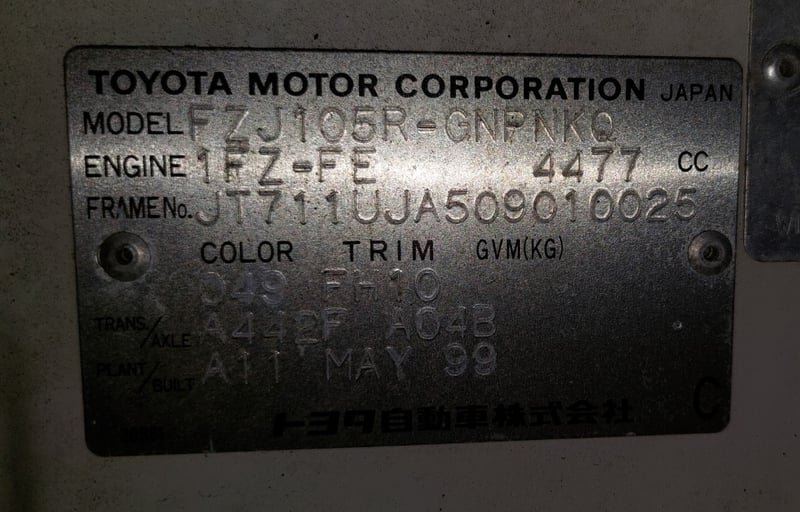 TOYOTA MOTOR CORPORATION JAPAN
MODEL FZJ105R-GNPNKQ
ENGINE 1FZ-FE 4477 CC
FRAME No. JT711UJA509010025
COLOR TRIM GVM(KG)
049 FH10
TRANS./AXLE A442F A04B
PLANT/BUILT A11 MAY 99
トヨタ自動車株式会社
C